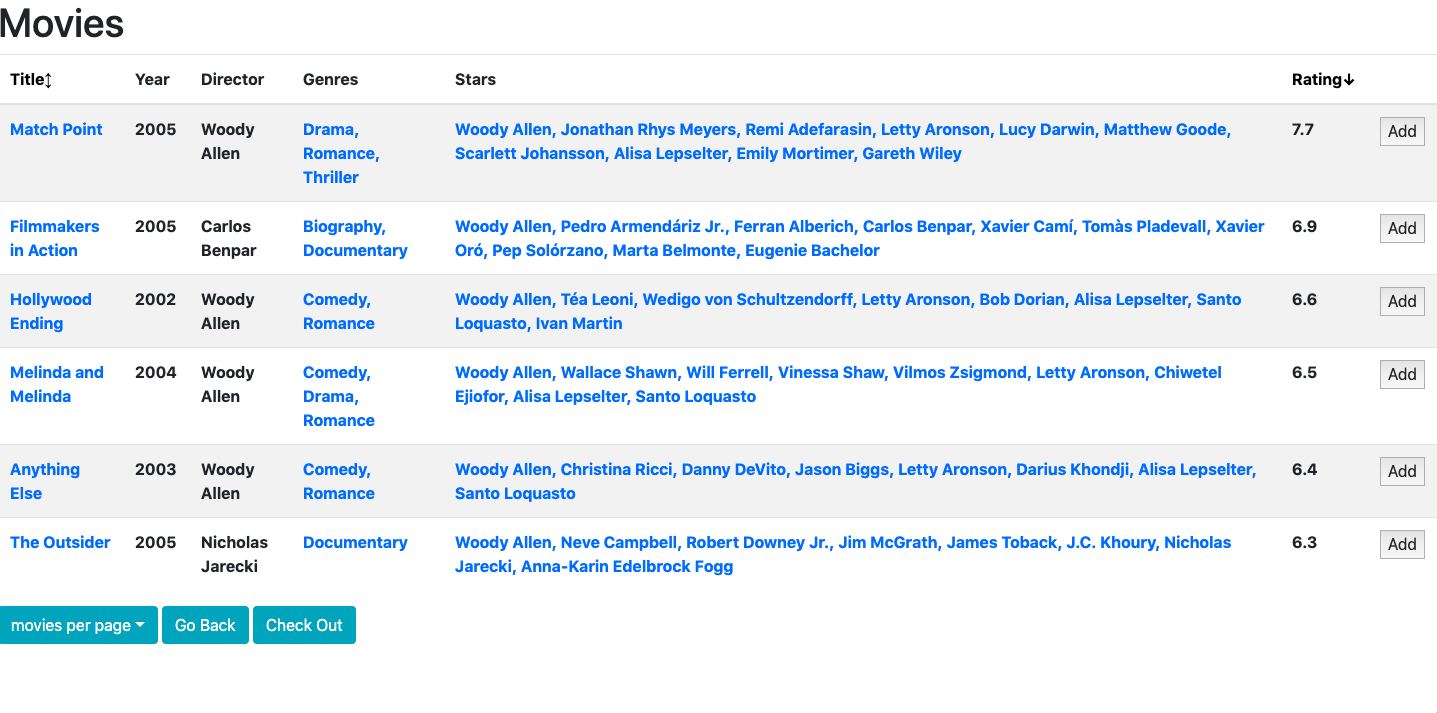 Movies
Title↕ Year Director Genres Stars Rating↓
Match Point 2005 Woody Drama, Woody Allen, Jonathan Rhys Meyers, Remi Adefarasin, Letty Aronson, Lucy Darwin, Matthew Goode, 7.7 Add
Allen Romance, Scarlett Johansson, Alisa Lepselter, Emily Mortimer, Gareth Wiley
Thriller
Filmmakers 2005 Carlos Biography, Woody Allen, Pedro Armendáriz Jr., Ferran Alberich, Carlos Benpar, Xavier Camí, Tomàs Pladevall, Xavier 6.9 Add
in Action Benpar Documentary Oró, Pep Solórzano, Marta Belmonte, Eugenie Bachelor
Hollywood 2002 Woody Comedy, Woody Allen, Téa Leoni, Wedigo von Schultzendorff, Letty Aronson, Bob Dorian, Alisa Lepselter, Santo 6.6 Add
Ending Allen Romance Loquasto, Ivan Martin
Melinda and 2004 Woody Comedy, Woody Allen, Wallace Shawn, Will Ferrell, Vinessa Shaw, Vilmos Zsigmond, Letty Aronson, Chiwetel 6.5 Add
Melinda Allen Drama, Ejiofor, Alisa Lepselter, Santo Loquasto
Romance
Anything 2003 Woody Comedy, Woody Allen, Christina Ricci, Danny DeVito, Jason Biggs, Letty Aronson, Darius Khondji, Alisa Lepselter, 6.4 Add
Else Allen Romance Santo Loquasto
The Outsider 2005 Nicholas Documentary Woody Allen, Neve Campbell, Robert Downey Jr., Jim McGrath, James Toback, J.C. Khoury, Nicholas 6.3 Add
Jarecki Jarecki, Anna-Karin Edelbrock Fogg
movies per page Go Back Check Out